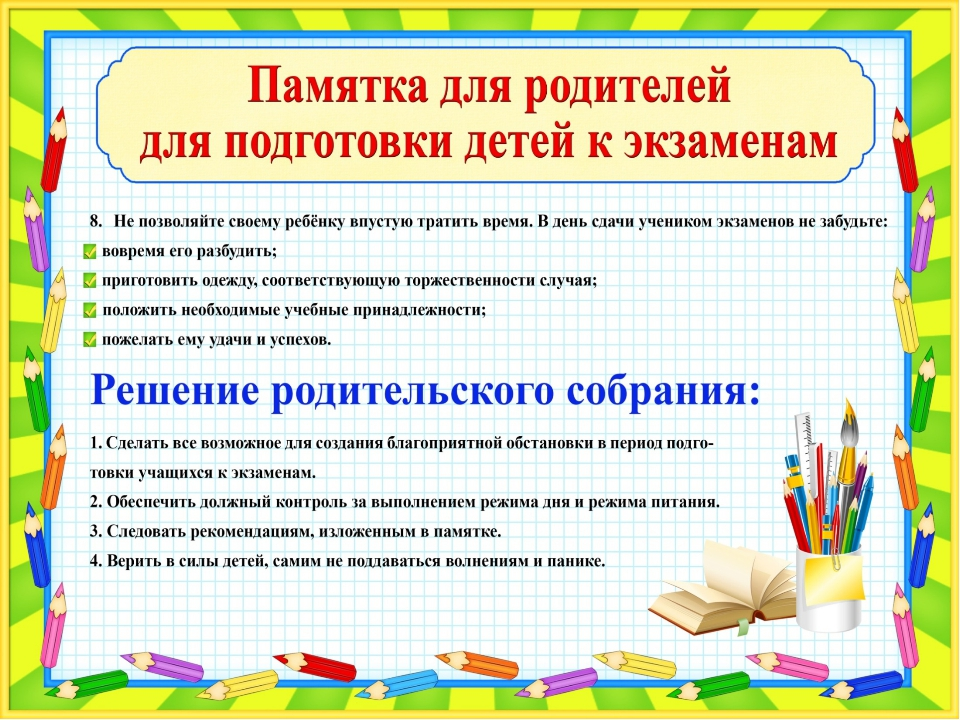 Памятка для родителей
для подготовки детей к экзаменам
8. Не позволяйте своему ребёнку впустую тратить время. В день сдачи учеником экзаменов не забудьте:
вовремя его разбудить;
приготовить одежду, соответствующую торжественности случая;
положить необходимые учебные принадлежности;
пожелать ему удачи и успехов.
Решение родительского собрания:
1. Сделать все возможное для создания благоприятной обстановки в период подго-
товки учащихся к экзаменам.
2. Обеспечить должный контроль за выполнением режима дня и режима питания.
3. Следовать рекомендациям, изложенным в памятке.
4. Верить в силы детей, самим не поддаваться волнениям и панике.